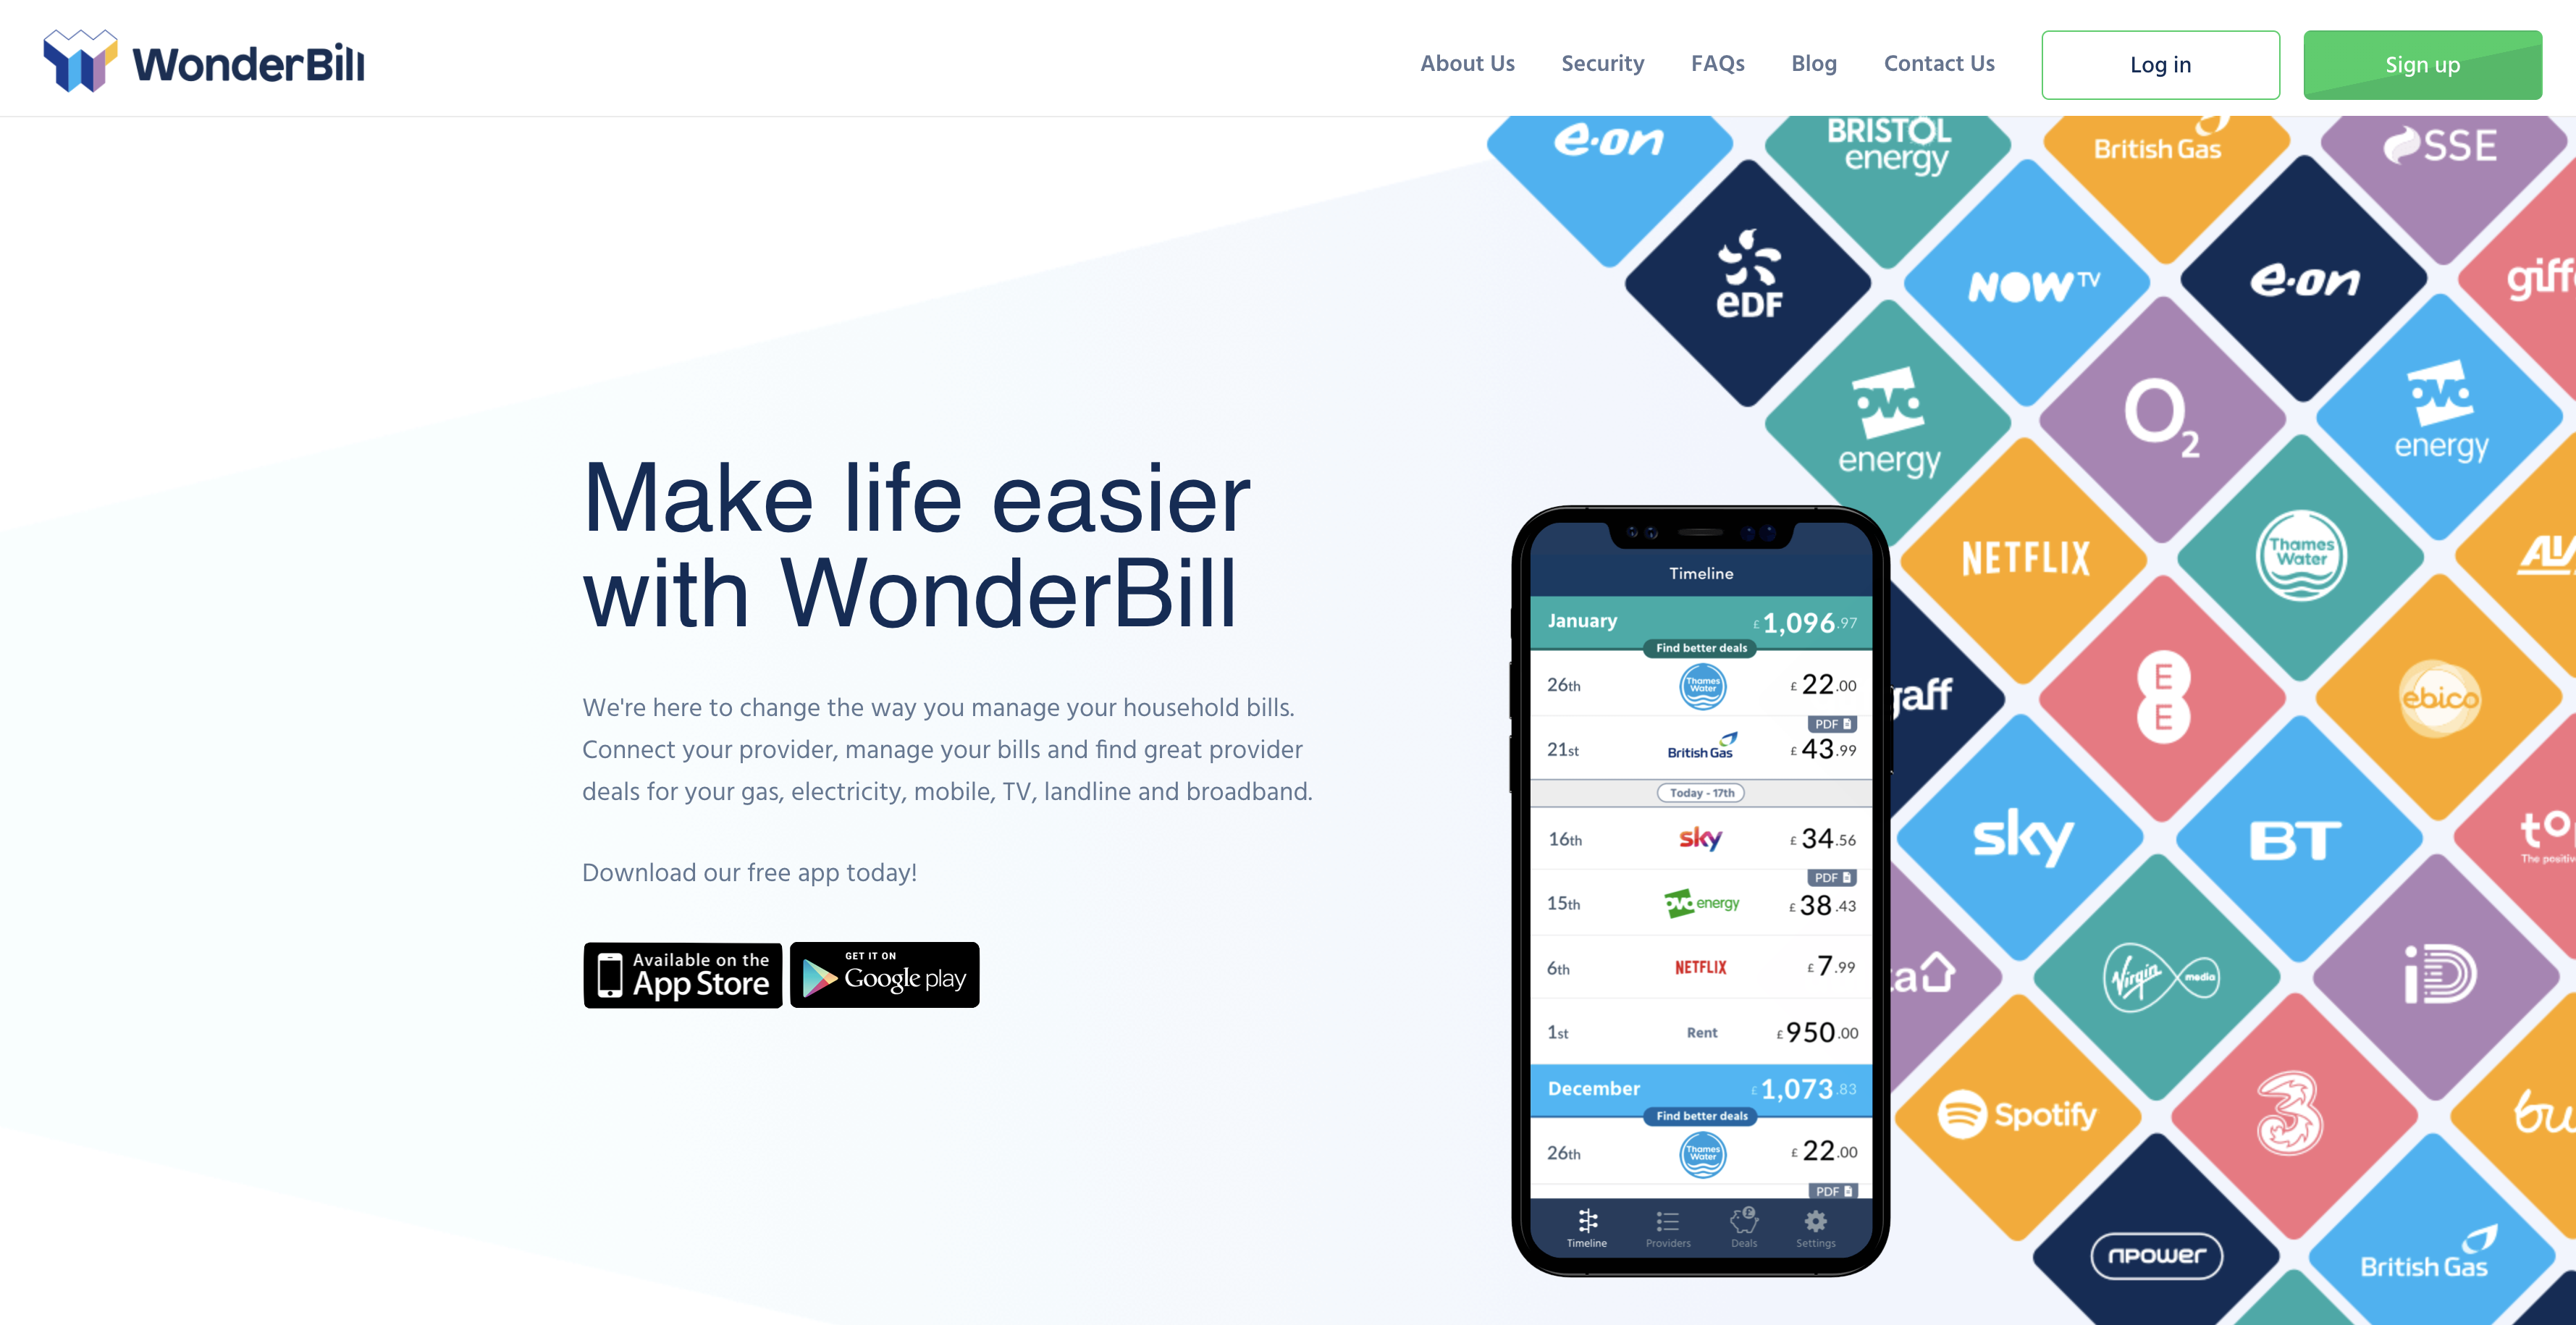 WonderBill
About Us
Security
FAQs
Blog
Contact Us
Log in
Sign up
Make life easier
with WonderBill
We're here to change the way you manage your household bills.
Connect your provider, manage your bills and find great provider
deals for your gas, electricity, mobile, TV, landline and broadband.
Download our free app today!
Available on the
App Store
GET IT ON
Google play
Timeline
January £1,096.97
Find better deals
26th Thames Water £22.00
PDF
21st British Gas £43.99
Today - 17th
16th sky £34.56
PDF
15th ovo energy £38.43
6th NETFLIX £7.99
1st Rent £950.00
December £1,073.83
Find better deals
26th Thames Water £22.00
PDF
Timeline
Providers
Deals
Settings
e·on
BRISTOL
energy
British Gas
SSE
eDF
NOW TV
e·on
giff
ovo
energy
O2
ovo
energy
NETFLIX
Thames
Water
gaff
EE
ebico
sky
BT
to
The positiv
Virgin media
iD
Spotify
3
bu
npower
British Gas